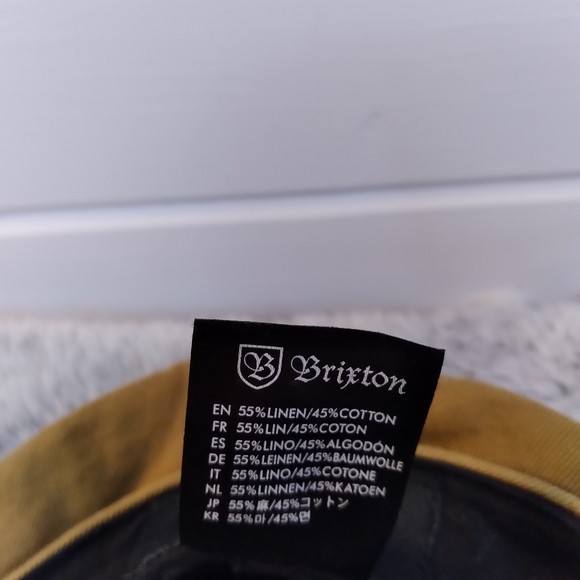 B Brixton
EN 55%LINEN/45%COTTON
FR 55%LIN/45%COTON
ES 55%LINO/45%ALGODÓN
DE 55%LEINEN/45%BAUMWOLLE
IT 55%LINO/45%COTONE
NL 55%LINNEN/45%KATOEN
JP 55%麻/45%コットン
KR 55%마/45%면